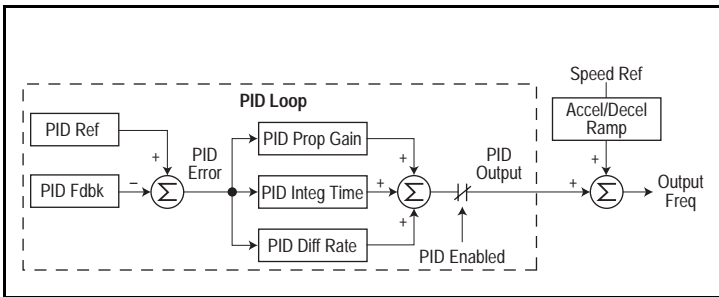 Speed Ref
PID Loop
Accel/Decel
Ramp
PID Ref
PID Prop Gain
+
PID
Error
+
PID
Output
+
PID Fdbk
–
Σ
PID Integ Time
+
Σ
+
Σ
Output
Freq
+
PID Diff Rate
PID Enabled